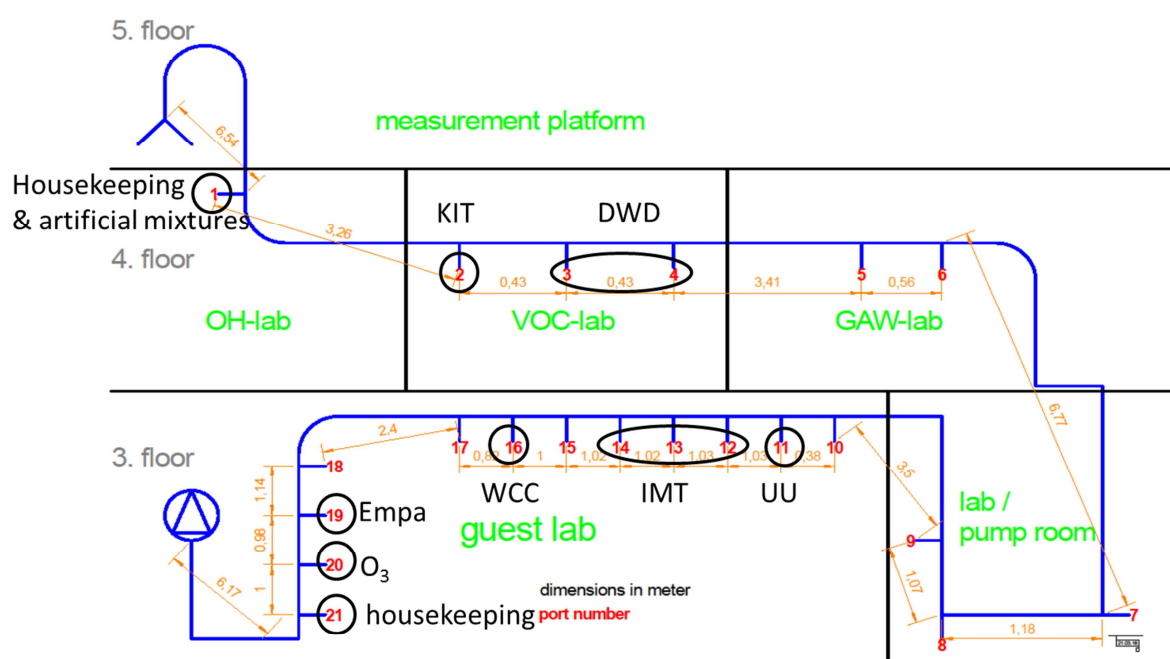 5. floor
measurement platform
6,54
Housekeeping
1
& artificial mixtures
3,26
KIT
DWD
4. floor
2
3
4
5
6
0,43
0,43
3,41
0,56
OH-lab
VOC-lab
GAW-lab
6,77
2,4
17
16
15
14
13
12
11
10
0,82
1
1,02
1,02
1,03
1,03
0,38
3,5
3. floor
18
WCC
IMT
UU
1,14
19
Empa
guest lab
lab /
pump room
9
0,98
20
O₃
1,07
6,17
1
dimensions in meter
21
housekeeping
port number
7
1,18
8